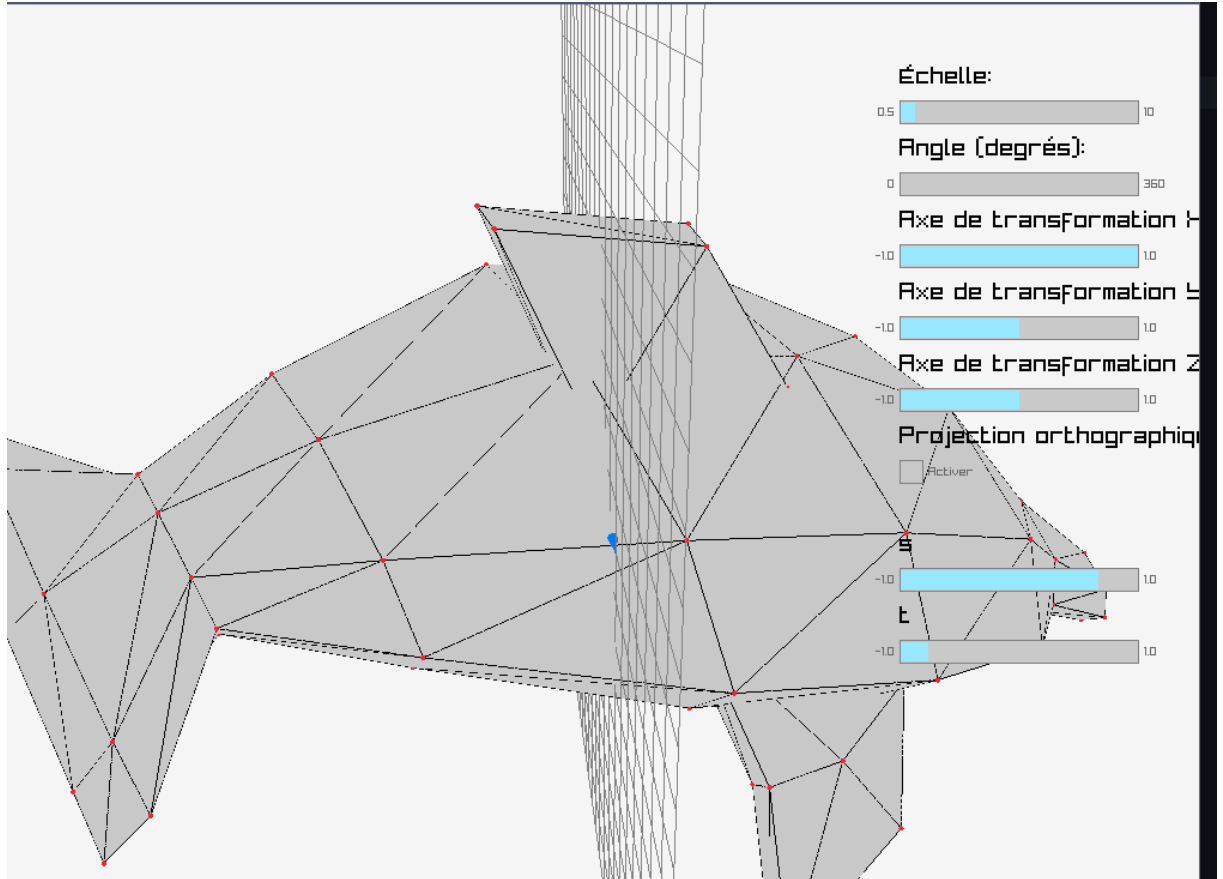 Échelle:
0.5 10
Angle (degrés):
0 360
Axe de transformation
-1.0 1.0
Axe de transformation Y
-1.0 1.0
Axe de transformation Z
-1.0 1.0
Projection orthographiqu
Activer
s
-1.0 1.0
t
-1.0 1.0